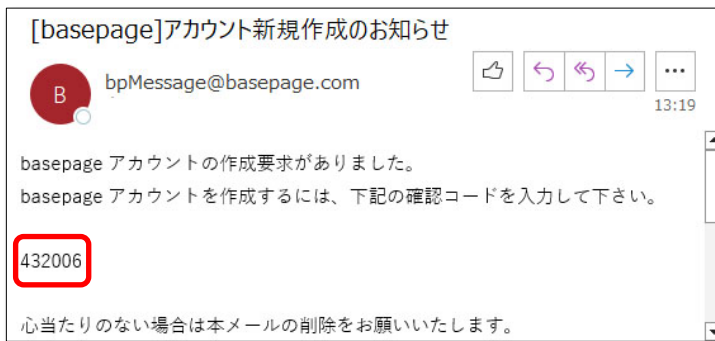 [basepage]アカウント新規作成のお知らせ
B
bpMessage@basepage.com
13:19
basepage アカウントの作成要求がありました。
basepage アカウントを作成するには、下記の確認コードを入力して下さい。
432006
心当たりのない場合は本メールの削除をお願いいたします。